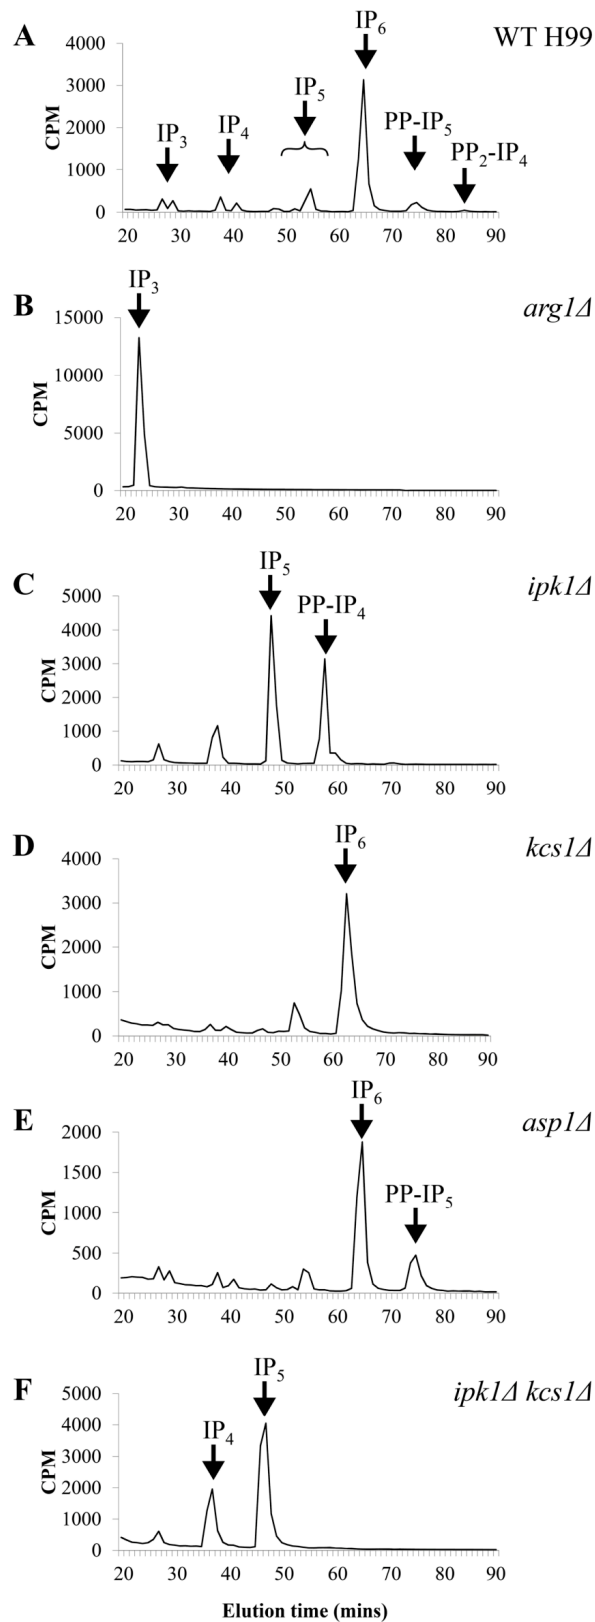 A WT H99
IP6
4000
3000
2000
1000
0
CPM
IP3
IP4
IP5
PP-IP5
PP2-IP4
20 30 40 50 60 70 80 90
B arg1Δ
IP3
15000
10000
5000
0
CPM
20 30 40 50 60 70 80 90
C ipk1Δ
IP5
PP-IP4
5000
4000
3000
2000
1000
0
CPM
20 30 40 50 60 70 80 90
D kcs1Δ
IP6
4000
3000
2000
1000
0
CPM
20 30 40 50 60 70 80 90
E asp1Δ
IP6
PP-IP5
2000
1500
1000
500
0
CPM
20 30 40 50 60 70 80 90
F ipk1Δ kcs1Δ
IP5
IP4
5000
4000
3000
2000
1000
0
CPM
20 30 40 50 60 70 80 90
Elution time (mins)